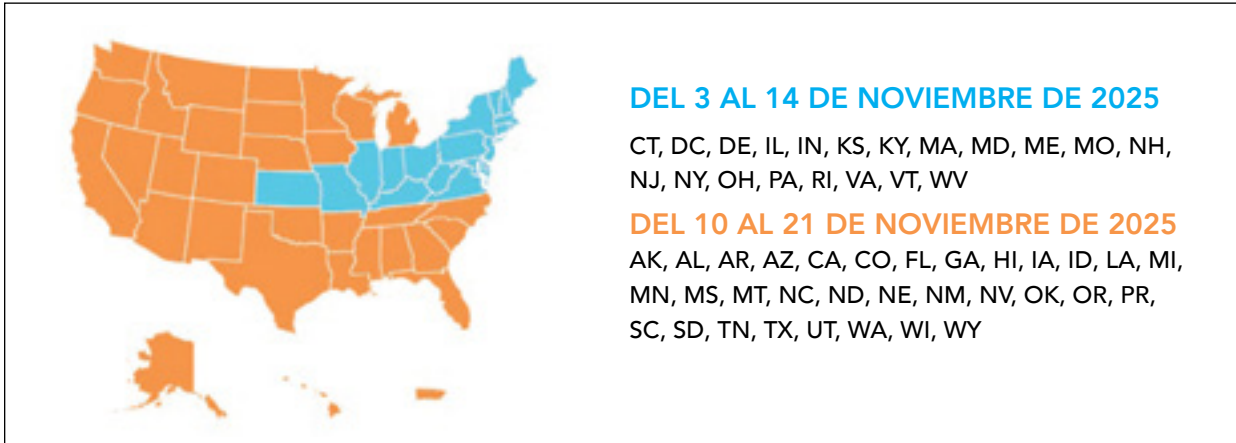 DEL 3 AL 14 DE NOVIEMBRE DE 2025
CT, DC, DE, IL, IN, KS, KY, MA, MD, ME, MO, NH,
NJ, NY, OH, PA, RI, VA, VT, WV
DEL 10 AL 21 DE NOVIEMBRE DE 2025
AK, AL, AR, AZ, CA, CO, FL, GA, HI, IA, ID, LA, MI,
MN, MS, MT, NC, ND, NE, NM, NV, OK, OR, PR,
SC, SD, TN, TX, UT, WA, WI, WY